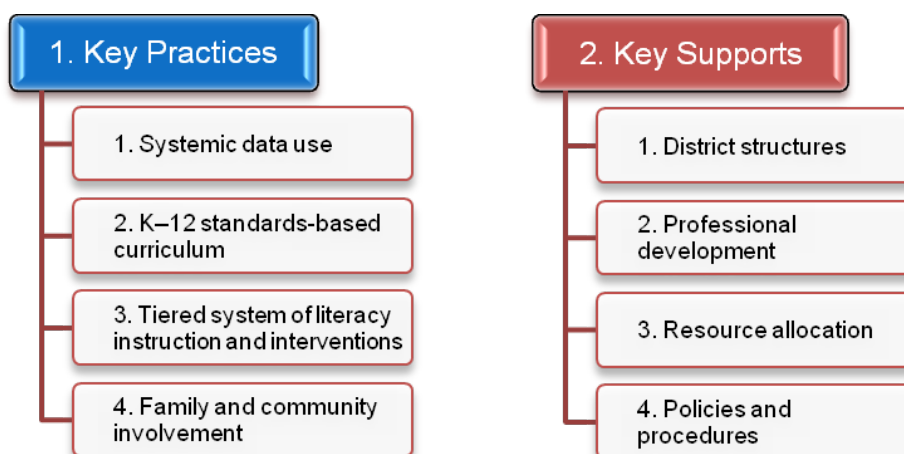 1. Key Practices
1. Systemic data use
2. K–12 standards-based
curriculum
3. Tiered system of literacy
instruction and interventions
4. Family and community
involvement
2. Key Supports
1. District structures
2. Professional
development
3. Resource allocation
4. Policies and
procedures